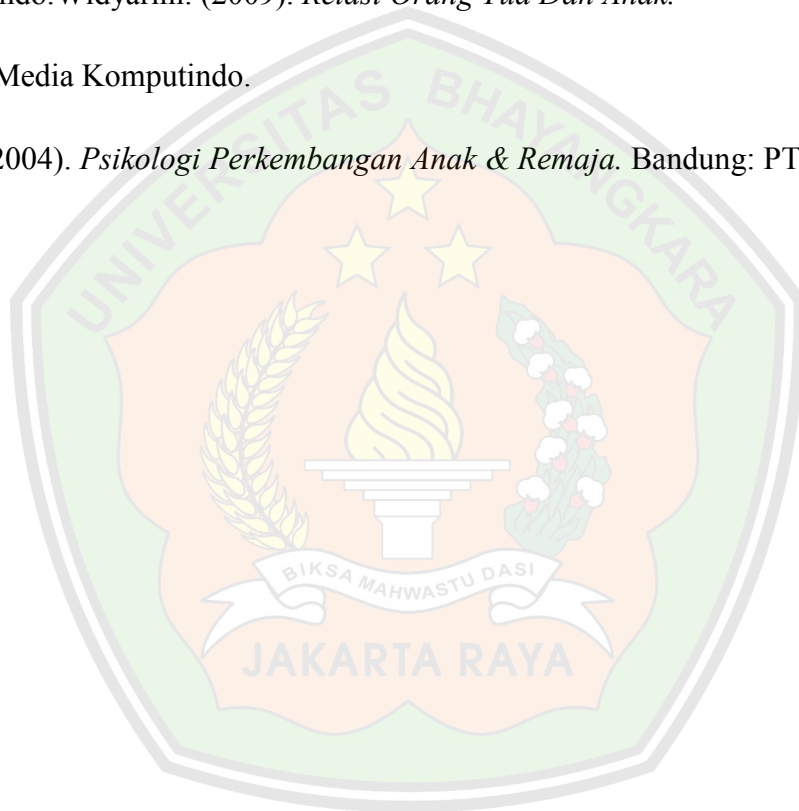 ndo.Widyarini. (2009). Relasi Orang Tua Dan Anak.
Media Komputindo.
2004). Psikologi Perkembangan Anak & Remaja. Bandung: PT
UNIVERSITAS BHAYANGKARA
BIKSA MAHWASTU DASI
JAKARTA RAYA